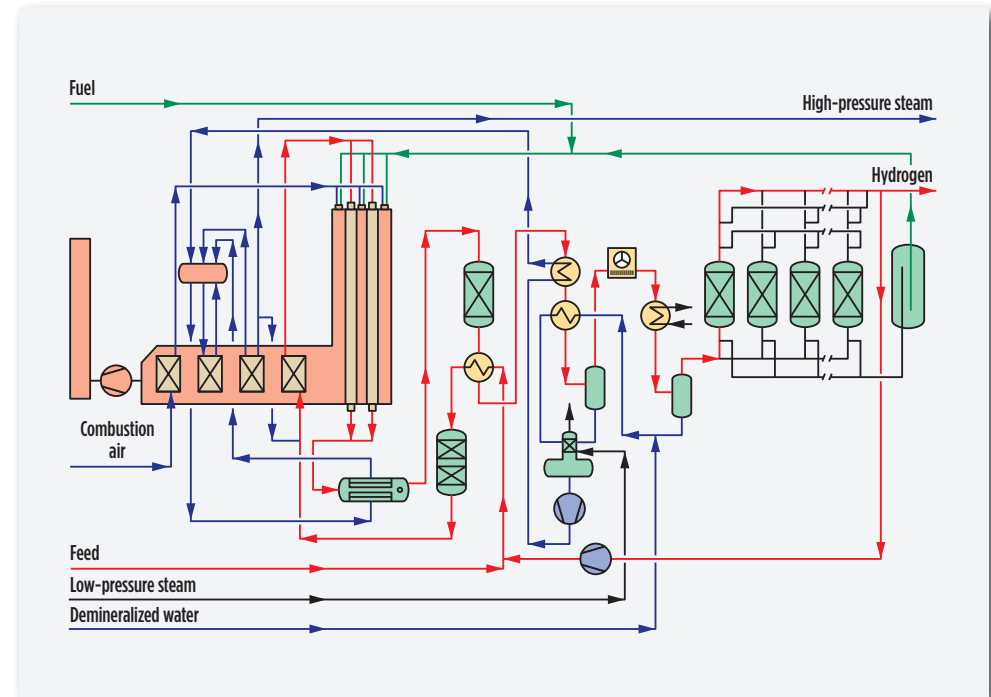 Fuel
High-pressure steam
Hydrogen
Combustion
air
Feed
Low-pressure steam
Demineralized water